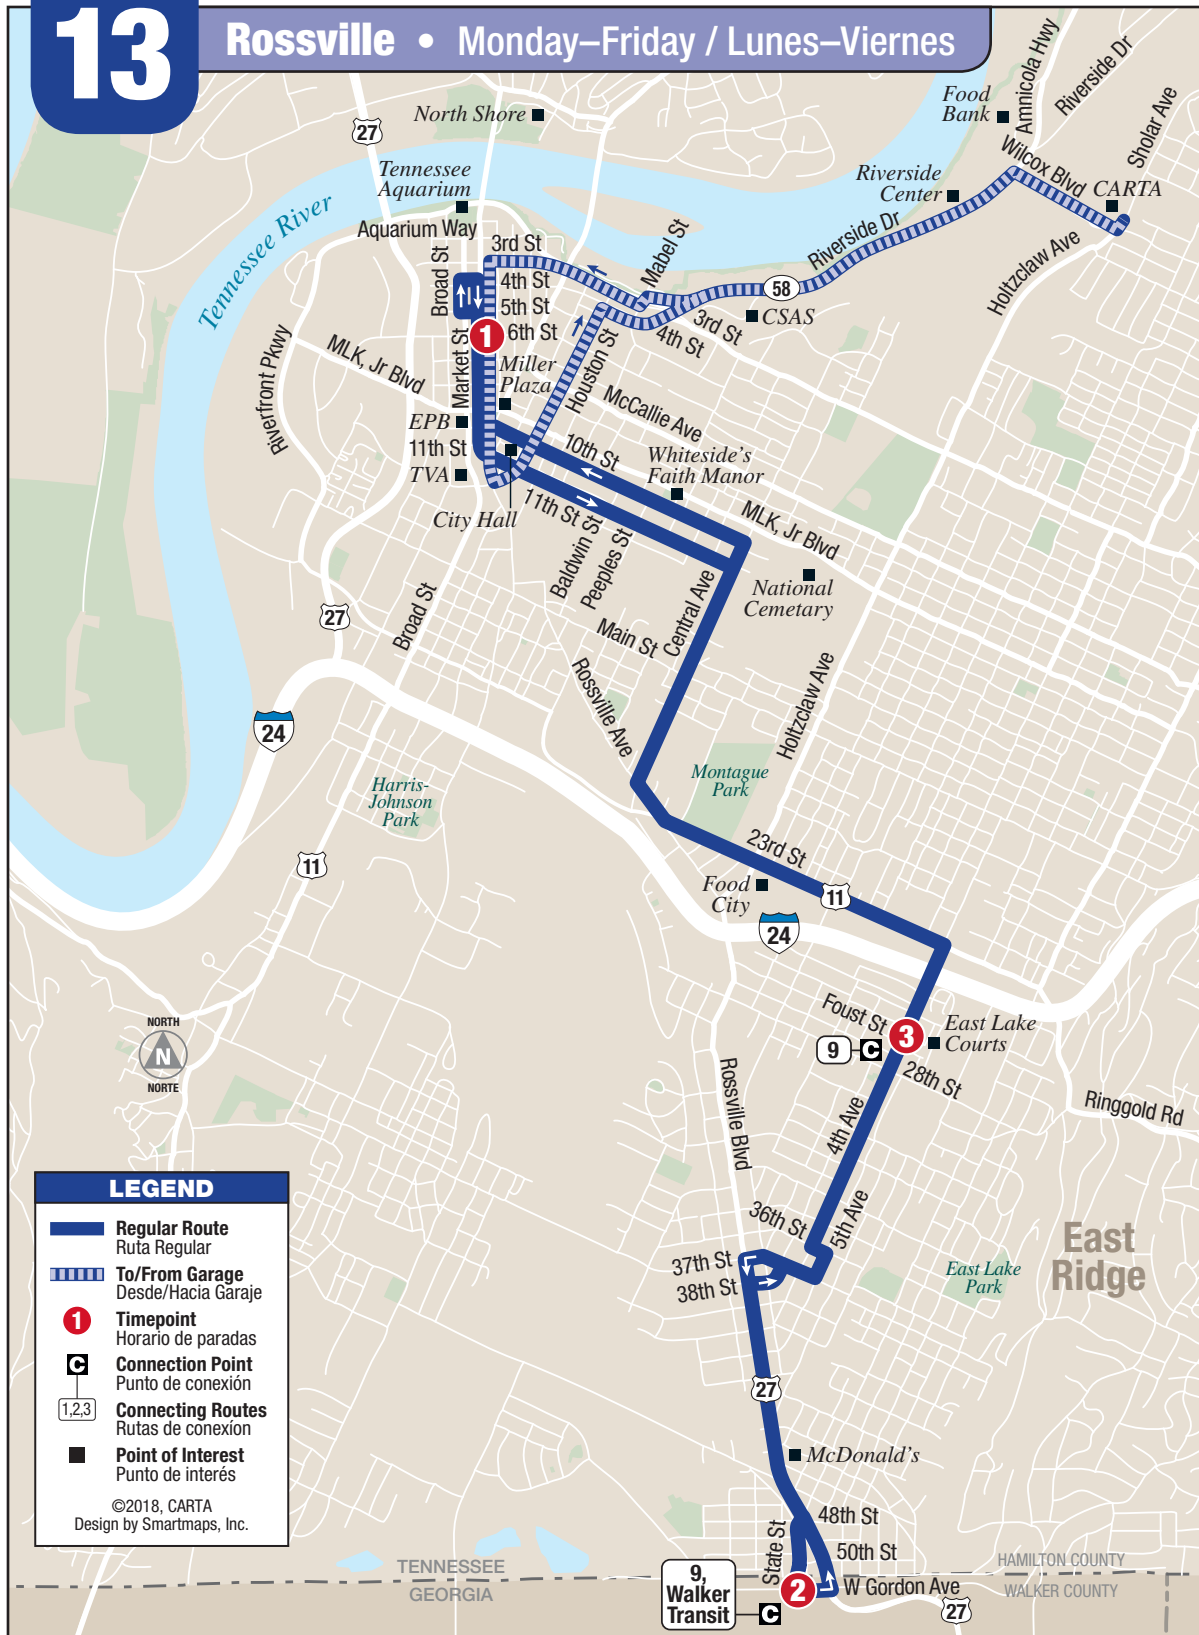 13
Rossville • Monday–Friday / Lunes–Viernes
Amnicola Hwy
Riverside Dr
Food
Bank
Sholar Ave
North Shore
27
Wilcox Blvd
Tennessee
Aquarium
Riverside
Center
CARTA
Tennessee River
Aquarium Way
Mabel St
Riverside Dr
Holtzclaw Ave
3rd St
Broad St
4th St
58
5th St
3rd St
CSAS
1
6th St
4th St
Riverfront Pkwy
MLK, Jr Blvd
Market St
Miller
Plaza
Houston St
McCallie Ave
EPB
11th St
10th St
Whiteside's
Faith Manor
TVA
City Hall
11th St
MLK, Jr Blvd
Baldwin St
Peeples St
National
Cemetary
Central Ave
27
Broad St
Main St
Rossville Ave
Holtzclaw Ave
24
Harris-
Johnson
Park
Montague
Park
11
23rd St
Food
City
11
24
Foust St
3
East Lake
Courts
9
C
28th St
NORTH
N
NORTE
Rossville Blvd
4th Ave
Ringgold Rd
36th St
5th Ave
37th St
38th St
East Lake
Park
East
Ridge
LEGEND
Regular Route
Ruta Regular
To/From Garage
Desde/Hacia Garaje
1
Timepoint
Horario de paradas
C
Connection Point
Punto de conexión
1,2,3
Connecting Routes
Rutas de conexíon
Point of Interest
Punto de interés
©2018, CARTA
Design by Smartmaps, Inc.
27
McDonald's
48th St
State St
50th St
TENNESSEE
GEORGIA
HAMILTON COUNTY
WALKER COUNTY
9,
Walker
Transit
C
2
W Gordon Ave
27